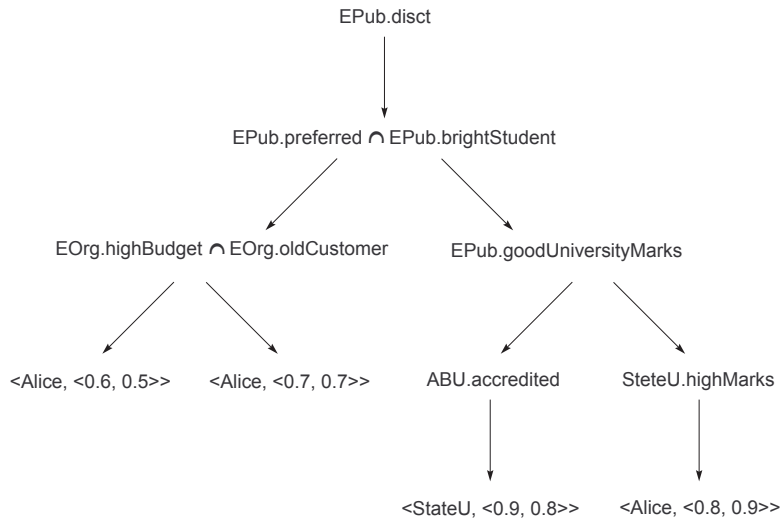 EPub.disct
EPub.preferred ∩ EPub.brightStudent
EOrg.highBudget ∩ EOrg.oldCustomer
EPub.goodUniversityMarks
<Alice, <0.6, 0.5>>
<Alice, <0.7, 0.7>>
ABU.accredited
SteteU.highMarks
<StateU, <0.9, 0.8>>
<Alice, <0.8, 0.9>>